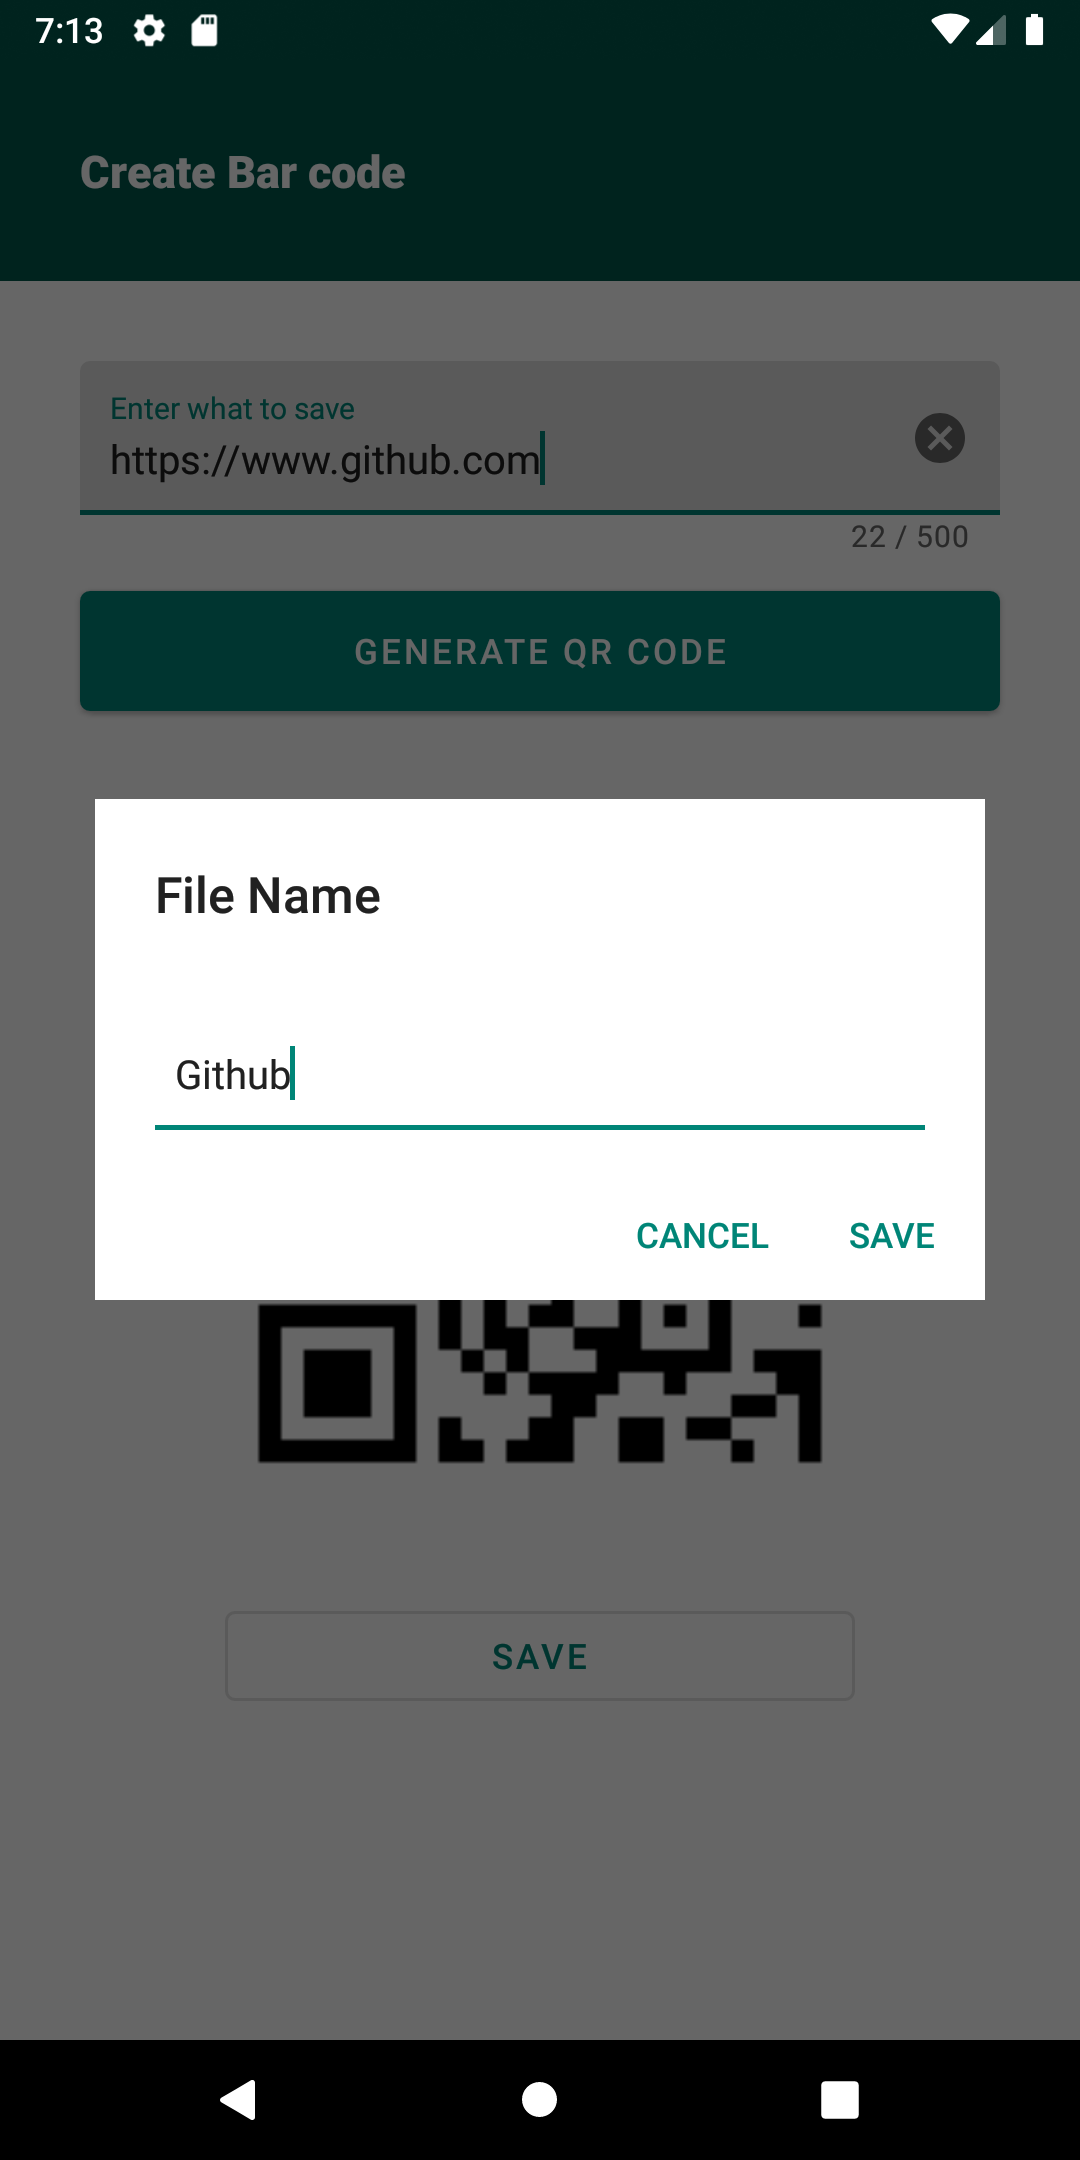 7:13
Create Bar code
Enter what to save
https://www.github.com
22 / 500
GENERATE QR CODE
File Name
Github
CANCEL SAVE
SAVE